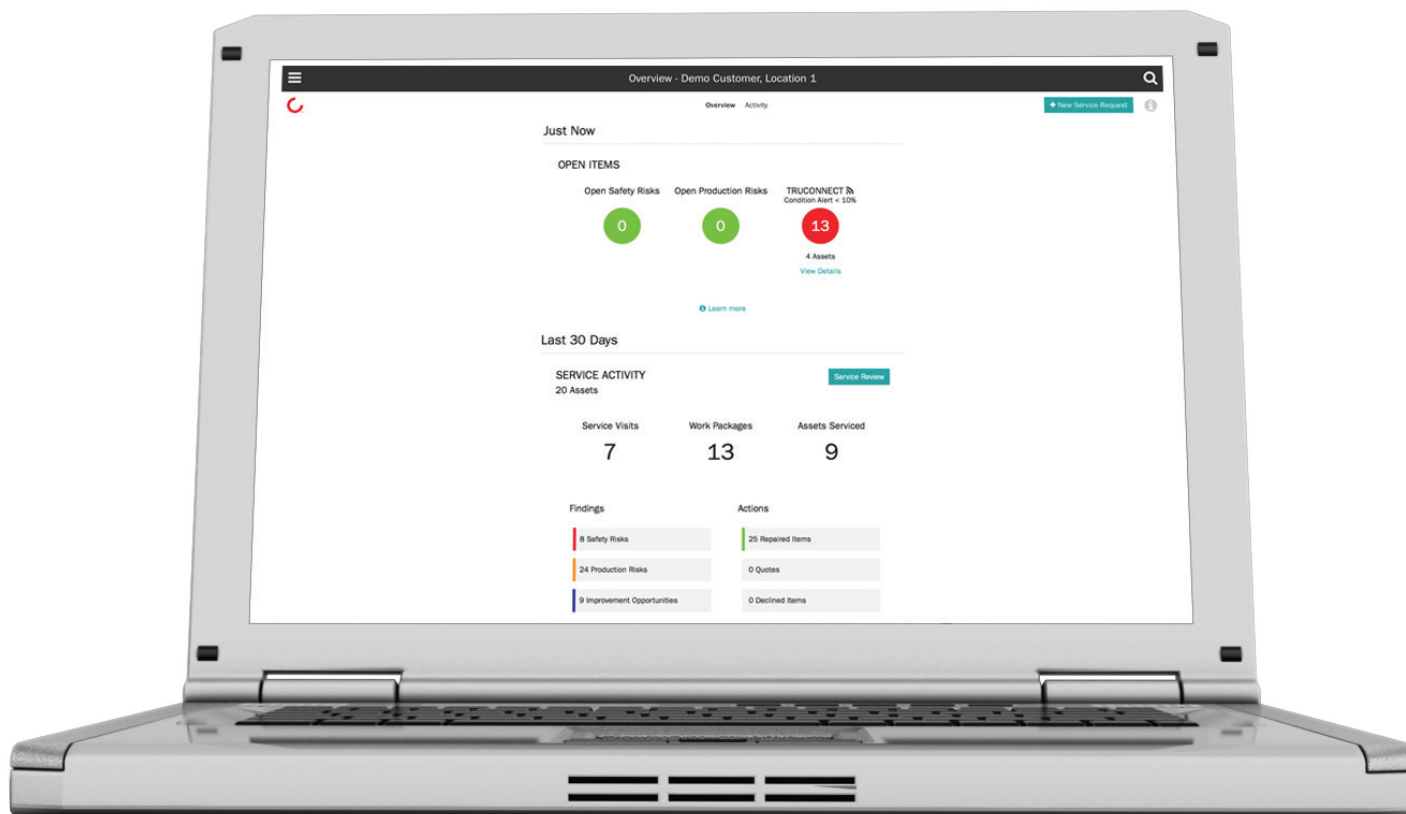 Overview - Demo Customer, Location 1
Overview Activity
+ New Service Request
Just Now
OPEN ITEMS
Open Safety Risks Open Production Risks TRUCONNECT
Condition Alert < 10%
0 0 13
4 Assets
View Details
Learn more
Last 30 Days
SERVICE ACTIVITY Service Review
20 Assets
Service Visits Work Packages Assets Serviced
7 13 9
Findings Actions
8 Safety Risks 25 Repaired Items
24 Production Risks 0 Quotes
9 Improvement Opportunities 0 Declined Items